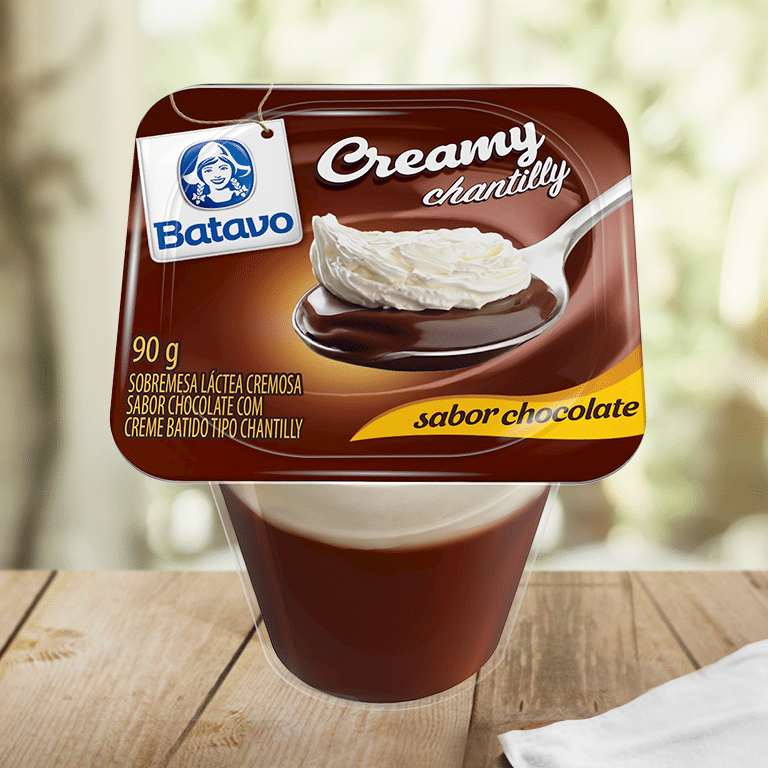 Batavo
Creamy
chantilly
90 g
SOBREMESA LÁCTEA CREMOSA
SABOR CHOCOLATE COM
CREME BATIDO TIPO CHANTILLY
sabor chocolate